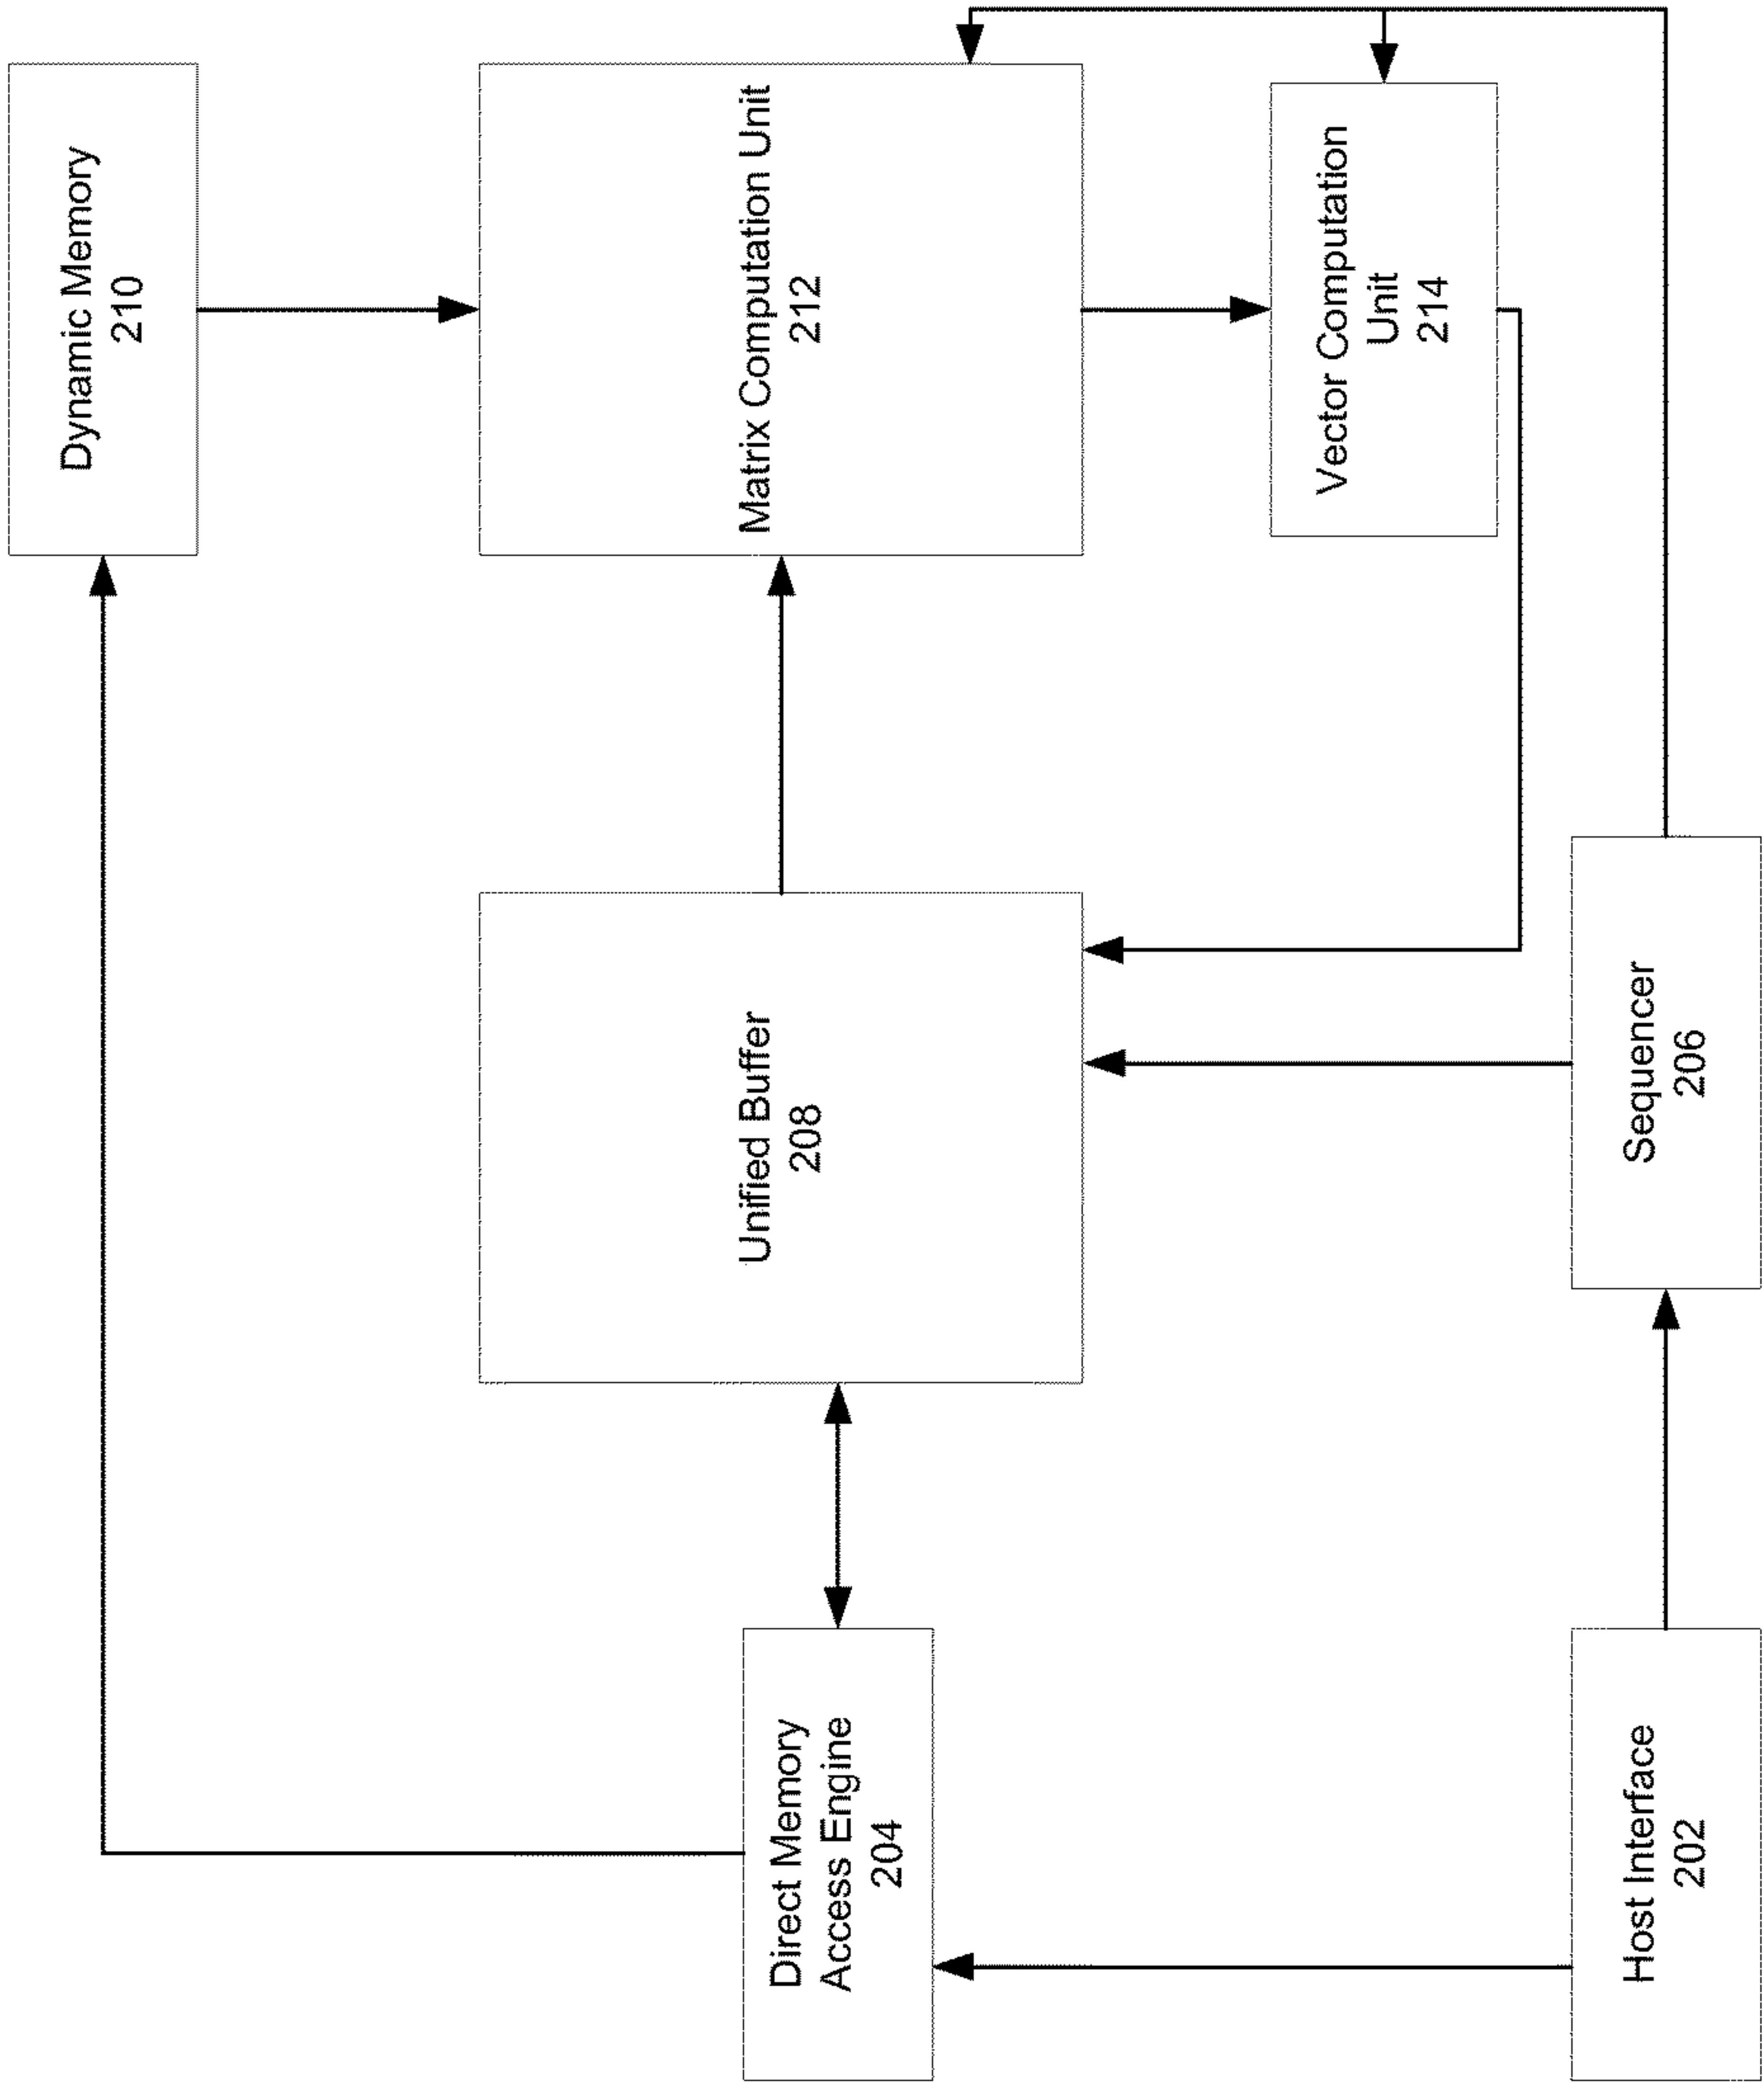 Dynamic Memory
210
Direct Memory
Access Engine
204
Unified Buffer
208
Matrix Computation Unit
212
Vector Computation
Unit
214
Host Interface
202
Sequencer
206